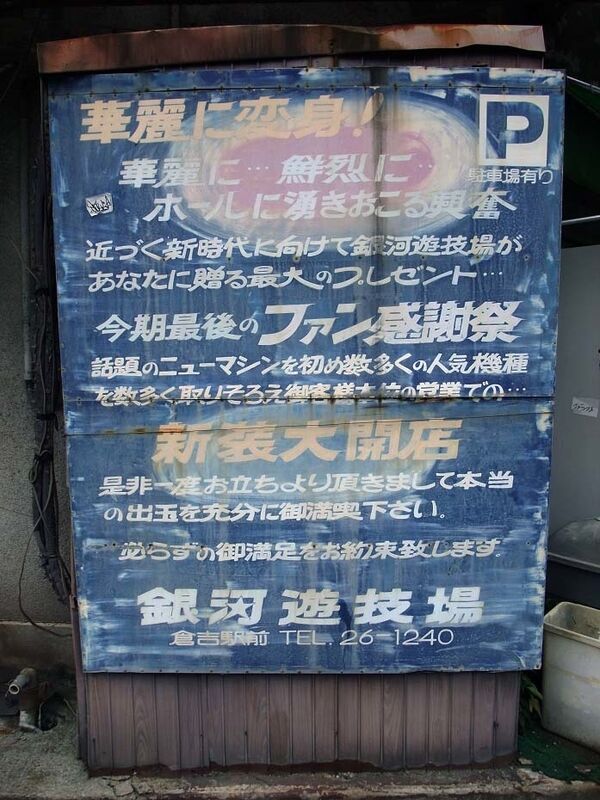 華麗に変身！
P
駐車場有り
華麗に…鮮烈に…
ホールに湧きおこる興奮
近づく新時代に向けて銀河遊技場が
あなたに贈る最大のプレゼント…
今期最後のファン感謝祭
話題のニューマシンを初め数多くの人気機種
を数多く取りそろえ御客様本位の営業での…
新装大開店
是非一度お立ちより頂きまして本当
の出玉を充分に御満喫下さい。
必らずの御満足をお約束致します。
銀河遊技場
倉吉駅前 TEL. 26-1240